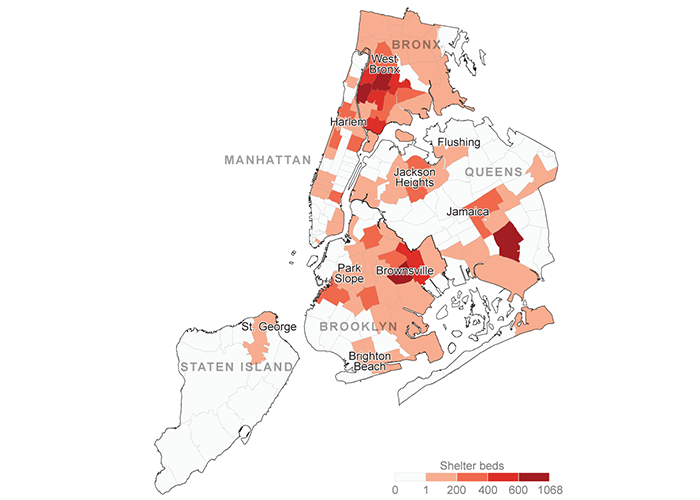 BRONX
West
Bronx
Harlem
Flushing
MANHATTAN
Jackson
Heights
QUEENS
Jamaica
Park
Slope
Brownsville
St. George
BROOKLYN
Brighton
Beach
STATEN ISLAND
Shelter beds
0 1 200 400 600 1068